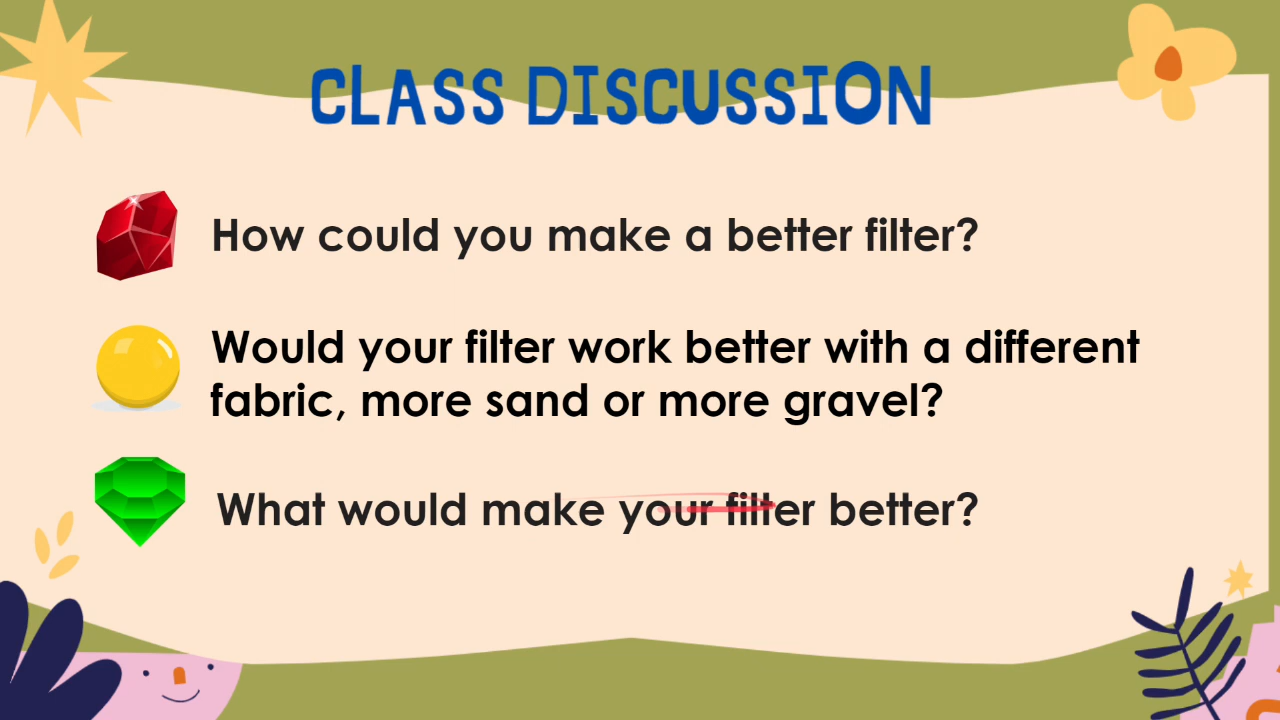 CLASS DISCUSSION
How could you make a better filter?
Would your filter work better with a different
fabric, more sand or more gravel?
What would make your filter better?